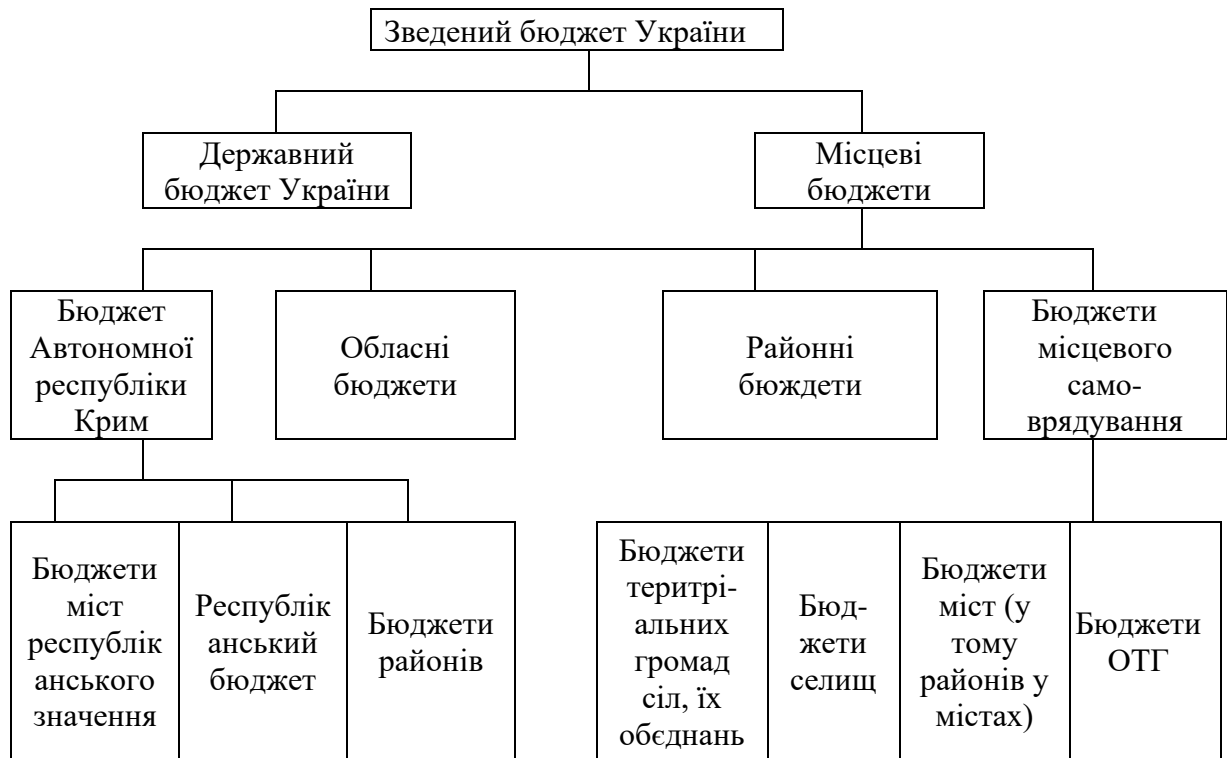 Зведений бюджет України
Державний
бюджет України
Місцеві
бюджети
Бюджет
Автономної
республіки
Крим
Обласні
бюджети
Районні
бюждети
Бюджети
місцевого
само-
врядування
Бюджети
міст
республік
анського
значення
Республік
анський
бюджет
Бюджети
районів
Бюджети
територі-
альних
громад
сіл, їх
обєднань
Бюд-
жети
селищ
Бюджети
міст (у
тому
районів у
містах)
Бюджети
ОТГ